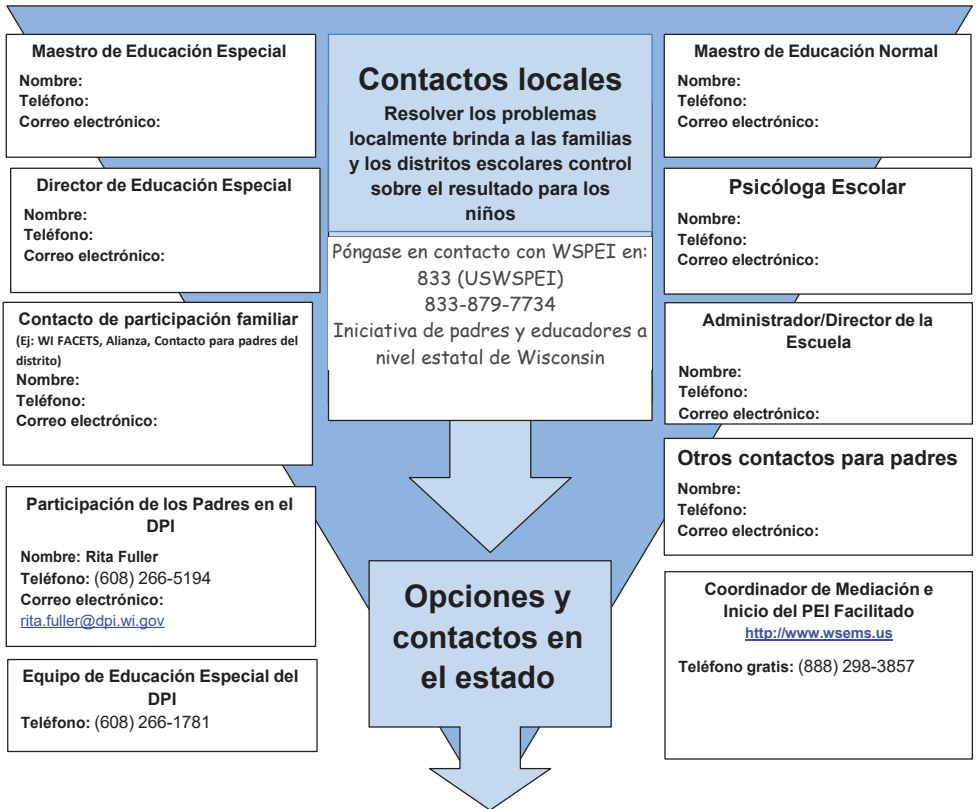 Maestro de Educación Especial
Nombre:
Teléfono:
Correo electrónico:
Director de Educación Especial
Nombre:
Teléfono:
Correo electrónico:
Contacto de participación familiar
(Ej: WI FACETS, Alianza, Contacto para padres del
distrito)
Nombre:
Teléfono:
Correo electrónico:
Contactos locales
Resolver los problemas
localmente brinda a las familias
y los distritos escolares control
sobre el resultado para los
niños
Póngase en contacto con WSPEI en:
833 (USWSPEI)
833-879-7734
Iniciativa de padres y educadores a
nivel estatal de Wisconsin
Maestro de Educación Normal
Nombre:
Teléfono:
Correo electrónico:
Psicóloga Escolar
Nombre:
Teléfono:
Correo electrónico:
Administrador/Director de la
Escuela
Nombre:
Teléfono:
Correo electrónico:
Otros contactos para padres
Nombre:
Teléfono:
Correo electrónico:
Participación de los Padres en el
DPI
Nombre: Rita Fuller
Teléfono: (608) 266-5194
Correo electrónico:
rita.fuller@dpi.wi.gov
Equipo de Educación Especial del
DPI
Teléfono: (608) 266-1781
Opciones y
contactos en
el estado
Coordinador de Mediación e
Inicio del PEI Facilitado
http://www.wsems.us
Teléfono gratis: (888) 298-3857